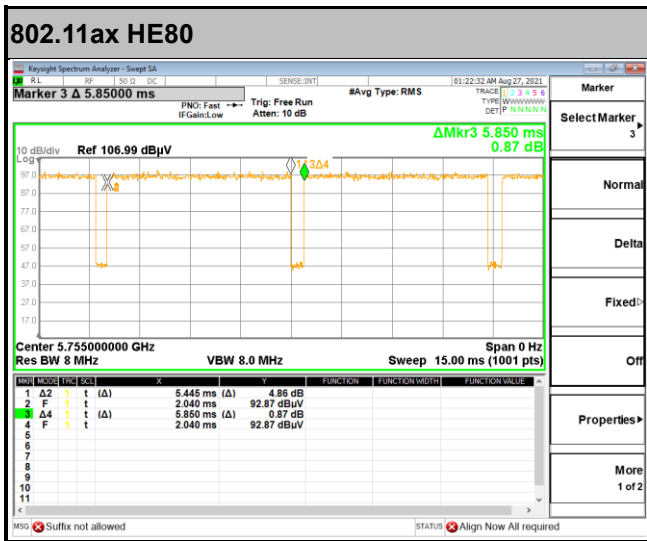 802.11ax HE80
Keysight Spectrum Analyzer - Swept SA
RL RF 50 Ω DC SENSE:INT 01:22:32 AM Aug 27, 2021
Marker 3 Δ 5.85000 ms #Avg Type: RMS TRACE 1 2 3 4 5 6
PNO: Fast Trig: Free Run TYPE WWWWWW
IFGain:Low Atten: 10 dB DET P N N N N N
ΔMkr3 5.850 ms
10 dB/div Ref 106.99 dBµV 0.87 dB
Log
97.0
87.0
77.0
67.0
57.0
47.0
37.0
27.0
17.0
3Δ4
Center 5.755000000 GHz Span 0 Hz
Res BW 8 MHz VBW 8.0 MHz Sweep 15.00 ms (1001 pts)
MKR MODE TRC SCL X Y FUNCTION FUNCTION WIDTH FUNCTION VALUE
1 Δ2 1 t (Δ) 5.445 ms (Δ) 4.86 dB
2 F 1 t 2.040 ms 92.87 dBuV
3 Δ4 1 t (Δ) 5.850 ms (Δ) 0.87 dB
4 F 1 t 2.040 ms 92.87 dBuV
5
6
7
8
9
10
11
MSG Suffix not allowed STATUS Align Now All required
Marker
Select Marker
3
Normal
Delta
Fixed
Off
Properties
More
1 of 2